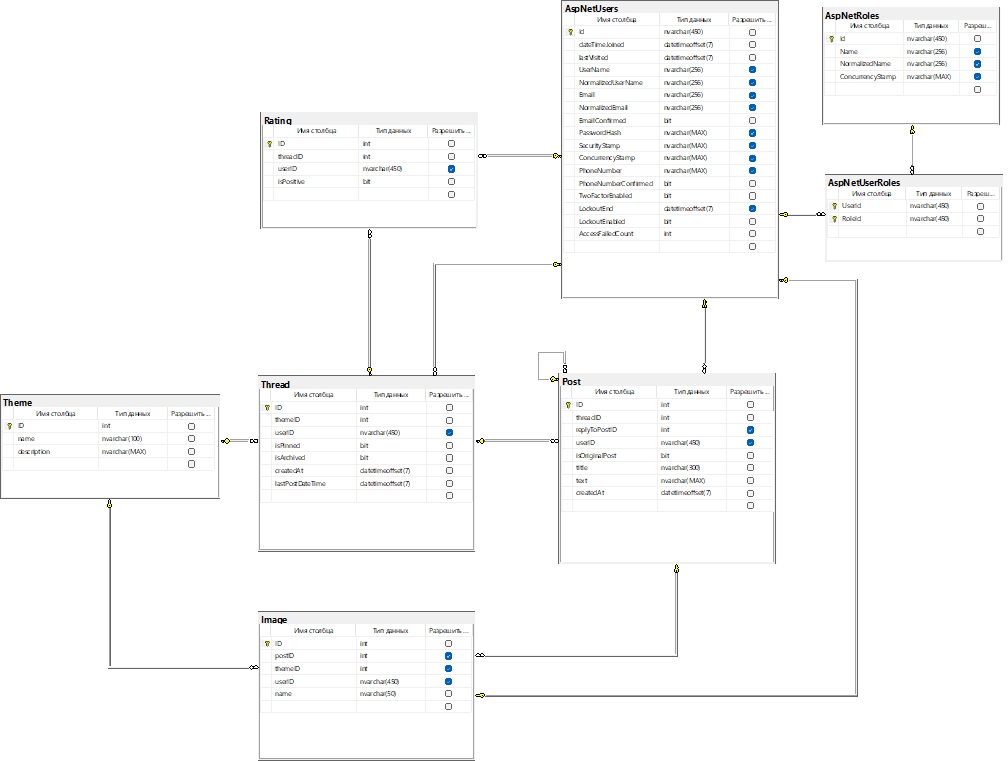 AspNetUsers
Имя столбца Тип данных Разрешить ...
Id nvarchar(450)
dateTimeJoined datetimeoffset(7)
lastVisited datetimeoffset(7)
UserName nvarchar(256)
NormalizedUserName nvarchar(256)
Email nvarchar(256)
NormalizedEmail nvarchar(256)
EmailConfirmed bit
PasswordHash nvarchar(MAX)
SecurityStamp nvarchar(MAX)
ConcurrencyStamp nvarchar(MAX)
PhoneNumber nvarchar(MAX)
PhoneNumberConfirmed bit
TwoFactorEnabled bit
LockoutEnd datetimeoffset(7)
LockoutEnabled bit
AccessFailedCount int
AspNetRoles
Имя столбца Тип данных Разреш...
Id nvarchar(450)
Name nvarchar(256)
NormalizedName nvarchar(256)
ConcurrencyStamp nvarchar(MAX)
Rating
Имя столбца Тип данных Разрешить ...
ID int
threadID int
userID nvarchar(450)
isPositive bit
AspNetUserRoles
Имя столбца Тип данных Разреш...
UserId nvarchar(450)
RoleId nvarchar(450)
Thread
Имя столбца Тип данных Разрешить ...
ID int
themeID int
userID nvarchar(450)
isPinned bit
isArchived bit
createdAt datetimeoffset(7)
lastPostDateTime datetimeoffset(7)
Post
Имя столбца Тип данных Разрешить ...
ID int
threadID int
replyToPostID int
userID nvarchar(450)
isOriginalPost bit
title nvarchar(300)
text nvarchar(MAX)
createdAt datetimeoffset(7)
Theme
Имя столбца Тип данных Разрешить ...
ID int
name nvarchar(100)
description nvarchar(MAX)
Image
Имя столбца Тип данных Разрешить ...
ID int
postID int
themeID int
userID nvarchar(450)
name nvarchar(50)